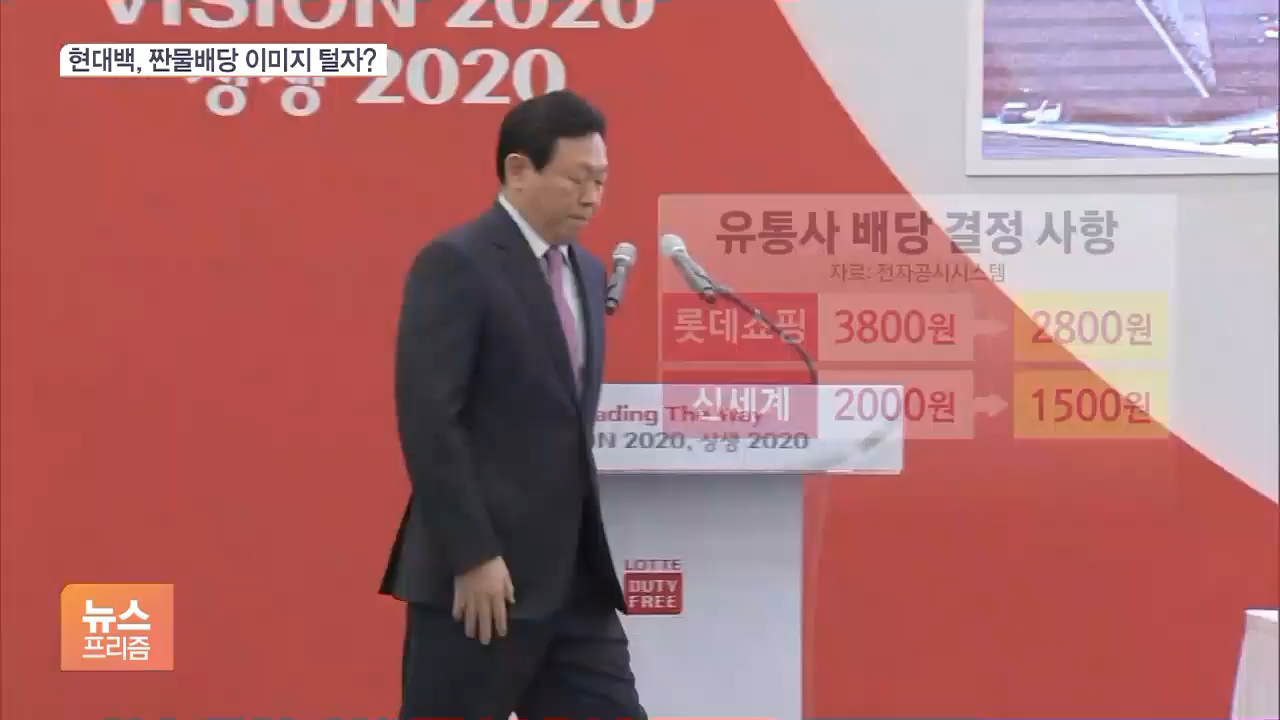 VISION 2020
상생 2020
현대백, 짠물배당 이미지 털자?
유통사 배당 결정 사항
자료: 전자공시시스템
롯데쇼핑 3800원 2800원
신세계 2000원 1500원
ading The Way
ON 2020, 상생 2020
LOTTE
DUTY
FREE
뉴스
프리즘